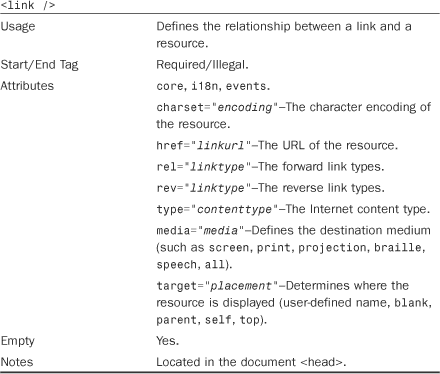 <link />
Usage Defines the relationship between a link and a
resource.
Start/End Tag Required/Illegal.
Attributes core, i18n, events.
charset="encoding"–The character encoding of
the resource.
href="linkurl"–The URL of the resource.
rel="linktype"–The forward link types.
rev="linktype"–The reverse link types.
type="contenttype"–The Internet content type.
media="media"–Defines the destination medium
(such as screen, print, projection, braille,
speech, all).
target="placement"–Determines where the
resource is displayed (user-defined name, blank,
parent, self, top).
Empty Yes.
Notes Located in the document <head>.